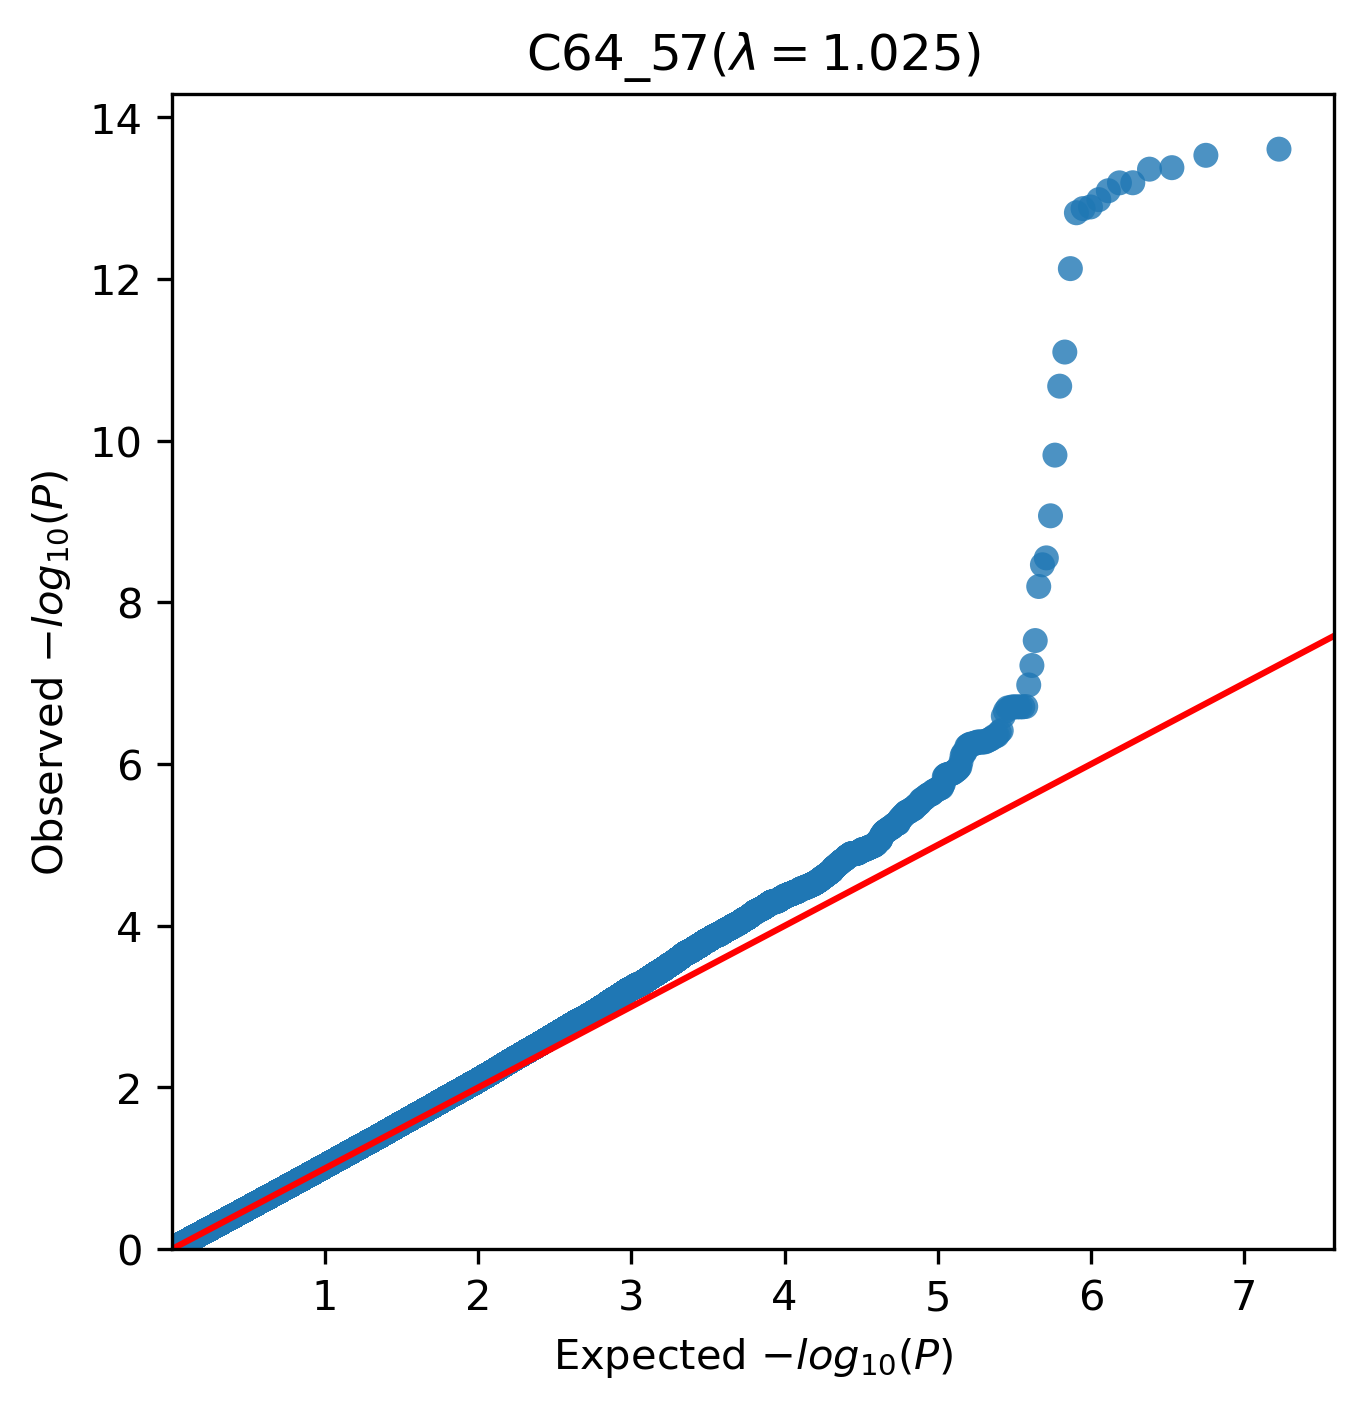 C64_57(λ = 1.025)
14
12
10
8
6
4
2
0
Observed −log₁₀(P)
1 2 3 4 5 6 7
Expected −log₁₀(P)